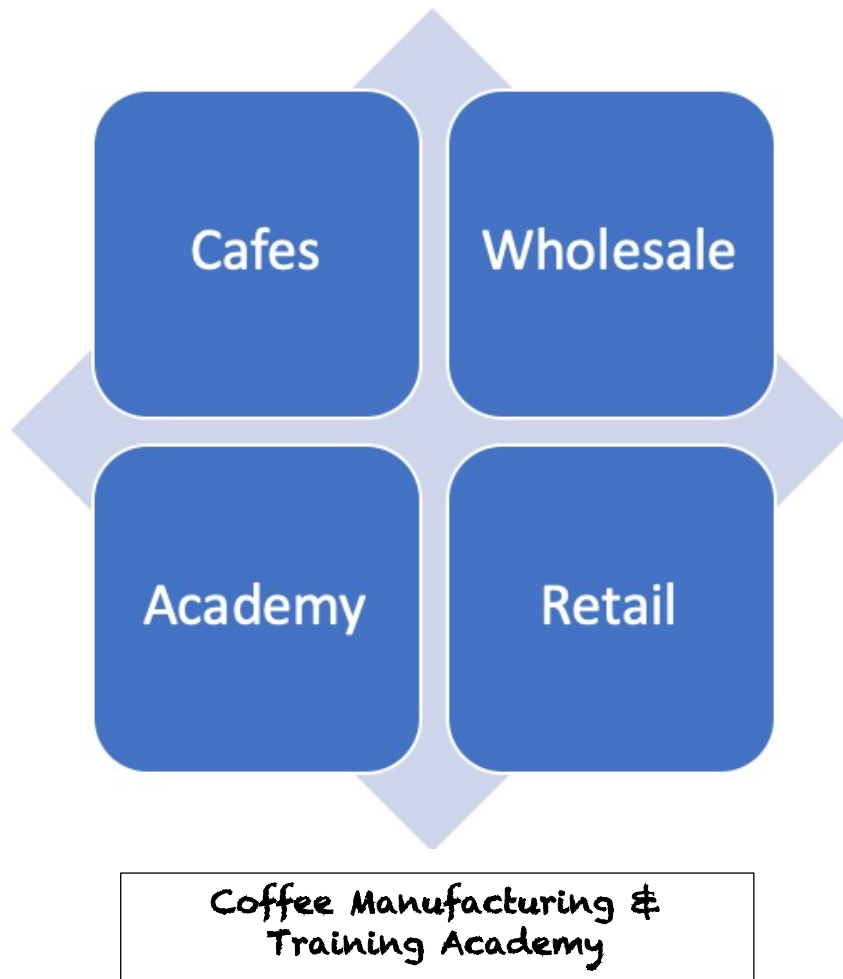 Cafes
Wholesale
Academy
Retail
Coffee Manufacturing &
Training Academy